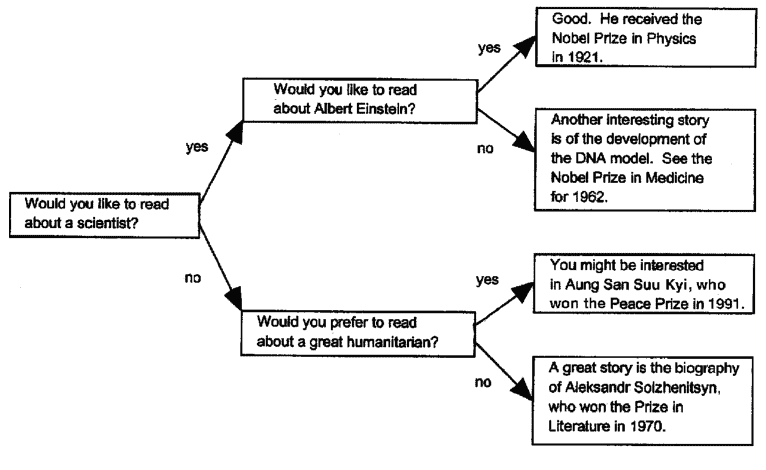 Good. He received the
Nobel Prize in Physics
in 1921.
yes
Would you like to read
about Albert Einstein?
Another interesting story
is of the development of
the DNA model. See the
Nobel Prize in Medicine
for 1962.
no
yes
Would you like to read
about a scientist?
no
You might be interested
in Aung San Suu Kyi, who
won the Peace Prize in 1991.
yes
Would you prefer to read
about a great humanitarian?
no
A great story is the biography
of Aleksandr Solzhenitsyn,
who won the Prize in
Literature in 1970.